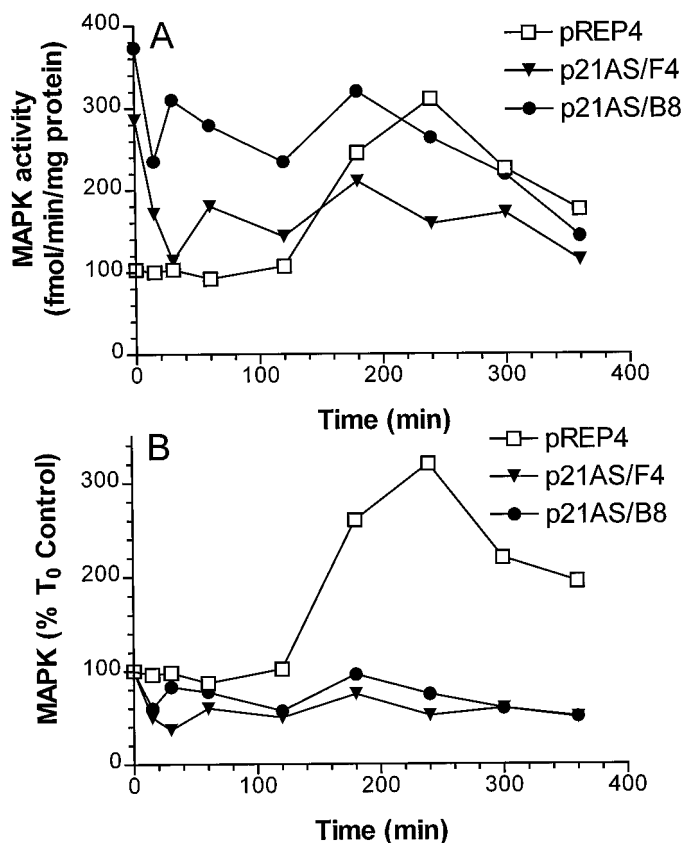 A
pREP4
p21AS/F4
p21AS/B8
MAPK activity
(fmol/min/mg protein)
400
300
200
100
0
0
100
200
300
400
Time (min)
B
pREP4
p21AS/F4
p21AS/B8
MAPK (% T0 Control)
300
200
100
0
0
100
200
300
400
Time (min)